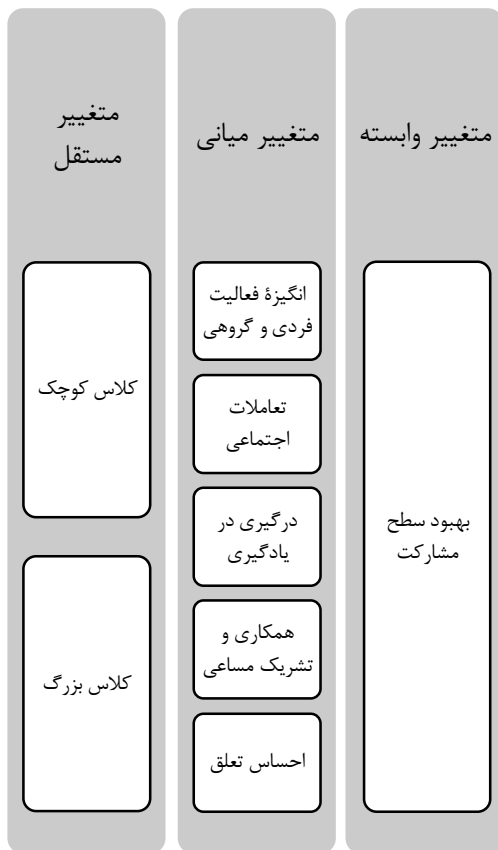 متغییر وابسته
بهبود سطح
مشارکت
متغییر میانی
انگیزۀ فعالیت
فردی و گروهی
تعاملات
اجتماعی
درگیری در
یادگیری
همکاری و
تشریک مساعی
احساس تعلق
متغییر
مستقل
کلاس کوچک
کلاس بزرگ